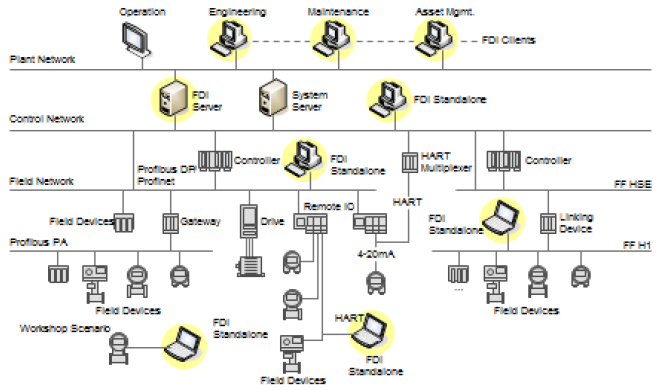 Operation
Engineering
Maintenance
Asset Mgmt.
FDI Clients
Plant Network
FDI
Server
System
Server
FDI Standalone
Control Network
Profibus DP/
Profinet
Controller
FDI
Standalone
HART
Multiplexer
Controller
Field Network
FF HSE
Field Devices
Gateway
Drive
Remote IO
HART
FDI
Standalone
Linking
Device
Profibus PA
4-20mA
FF H1
...
Field Devices
Field Devices
Workshop Scenario
FDI
Standalone
HART
FDI
Standalone
Field Devices